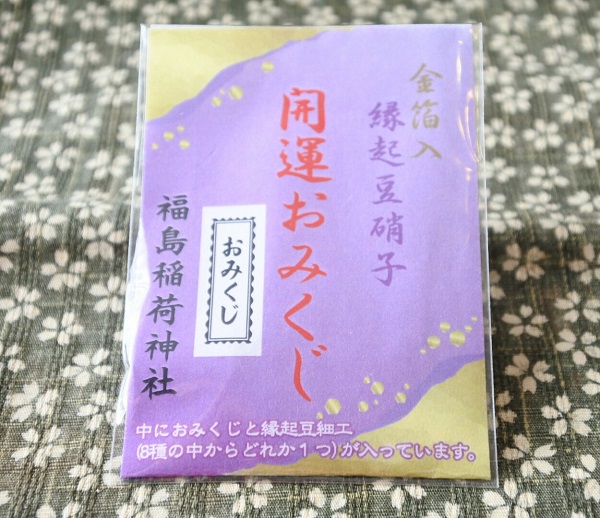 金箔入
縁起豆硝子
開運おみくじ
おみくじ
福島稲荷神社
中におみくじと縁起豆細工
(8種の中からどれか1つ)が入っています。